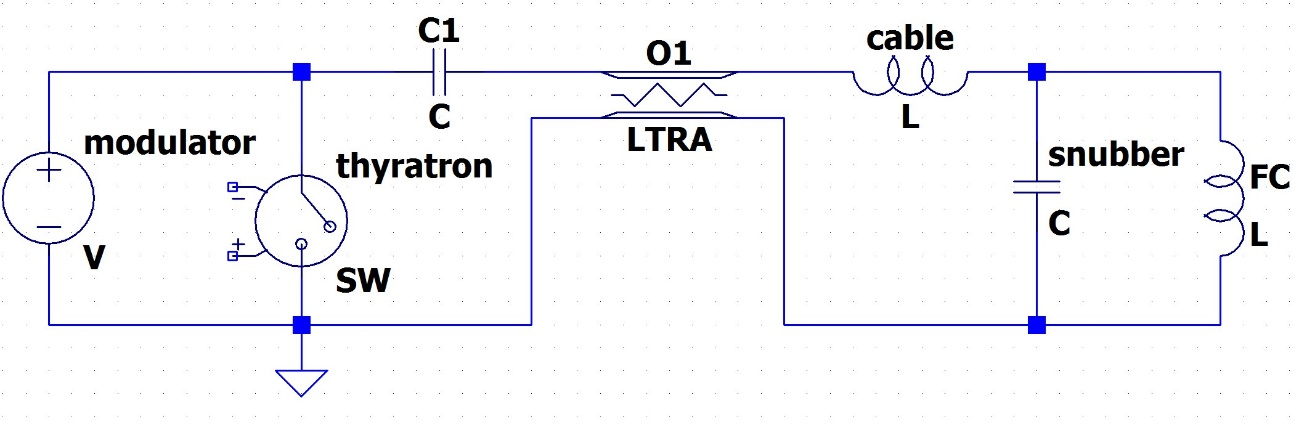 C1
C
O1
LTRA
cable
L
modulator
V
thyratron
SW
snubber
C
FC
L